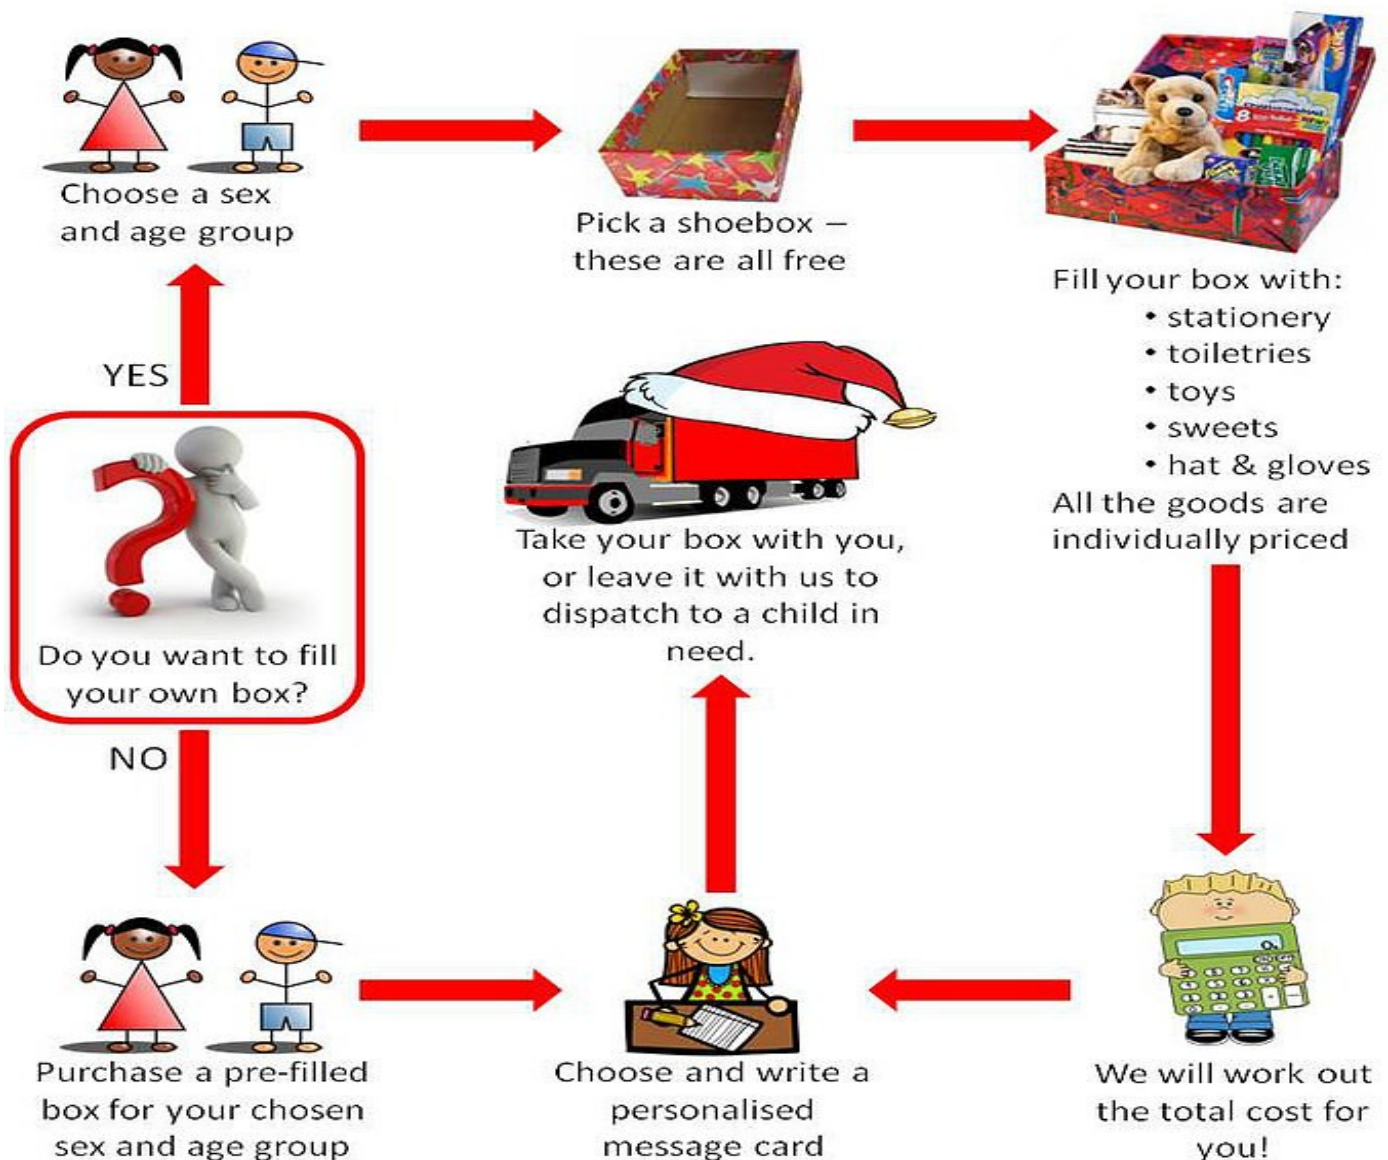 Choose a sex
and age group
Pick a shoebox –
these are all free
Fill your box with:
• stationery
• toiletries
• toys
• sweets
• hat & gloves
All the goods are
individually priced
YES
Do you want to fill
your own box?
NO
Take your box with you,
or leave it with us to
dispatch to a child in
need.
Purchase a pre-filled
box for your chosen
sex and age group
Choose and write a
personalised
message card
We will work out
the total cost for
you!